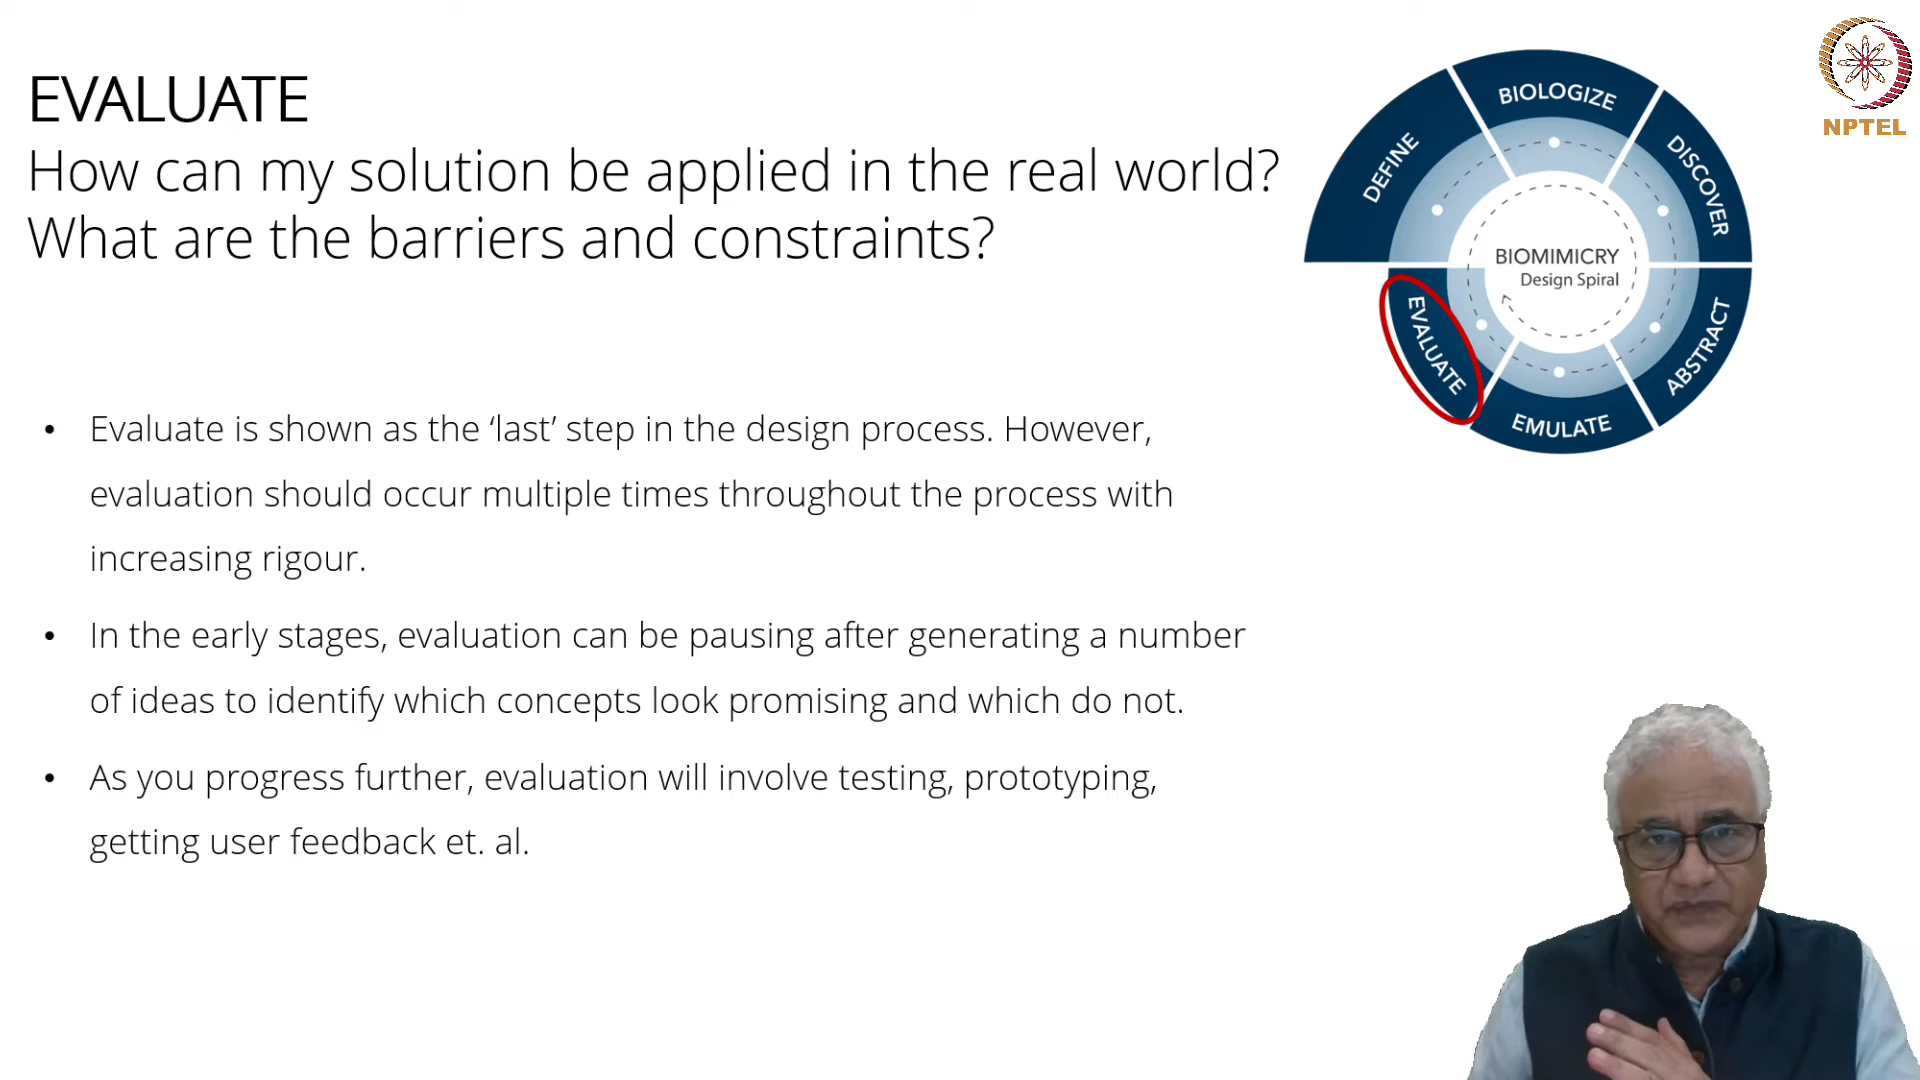 EVALUATE
How can my solution be applied in the real world?
What are the barriers and constraints?
• Evaluate is shown as the ‘last’ step in the design process. However,
evaluation should occur multiple times throughout the process with
increasing rigour.
• In the early stages, evaluation can be pausing after generating a number
of ideas to identify which concepts look promising and which do not.
• As you progress further, evaluation will involve testing, prototyping,
getting user feedback et. al.
DEFINE
BIOLOGIZE
DISCOVER
ABSTRACT
EMULATE
EVALUATE
BIOMIMICRY
Design Spiral
NPTEL